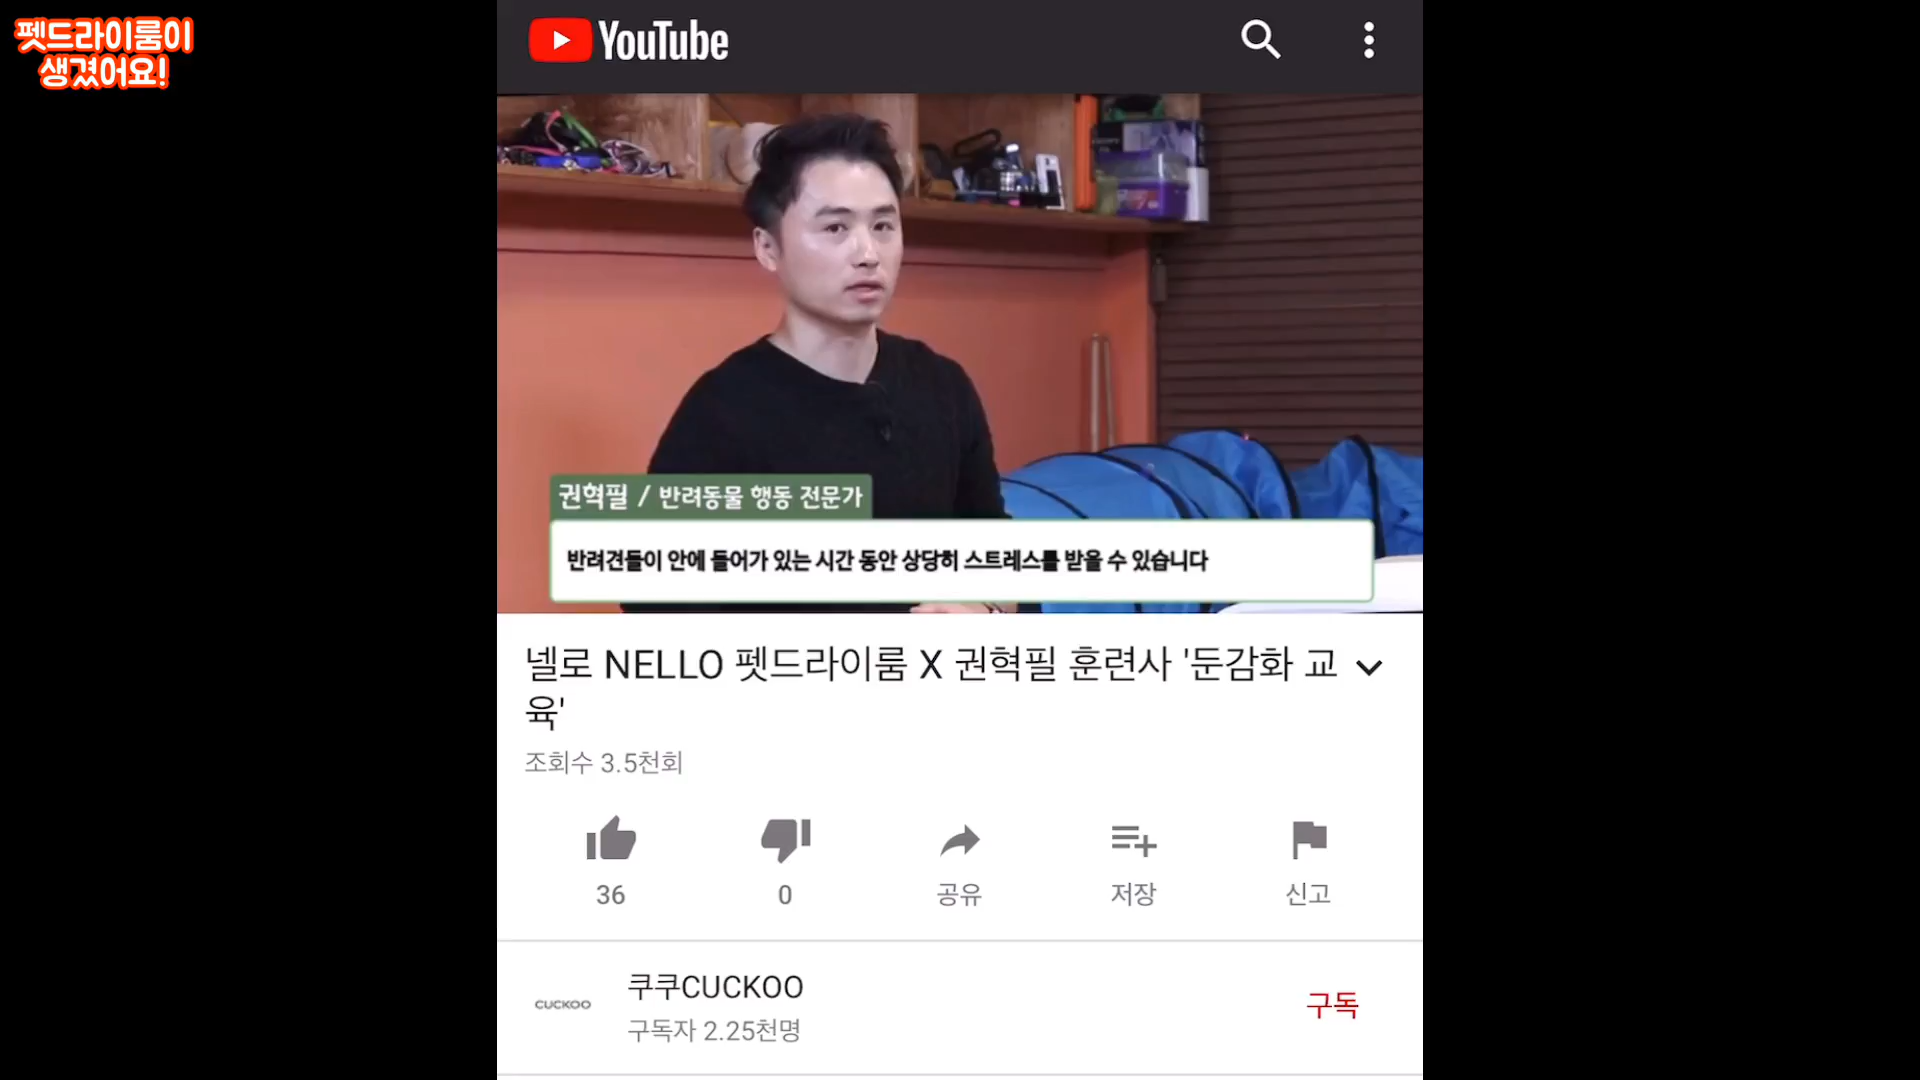 펫드라이룸이
생겼어요!
YouTube
권혁필 / 반려동물 행동 전문가
반려견들이 안에 들어가 있는 시간 동안 상당히 스트레스를 받을 수 있습니다
넬로 NELLO 펫드라이룸 X 권혁필 훈련사 '둔감화 교
육'
조회수 3.5천회
36
0
공유
저장
신고
쿠쿠CUCKOO
CUCKOO
구독
구독자 2.25천명